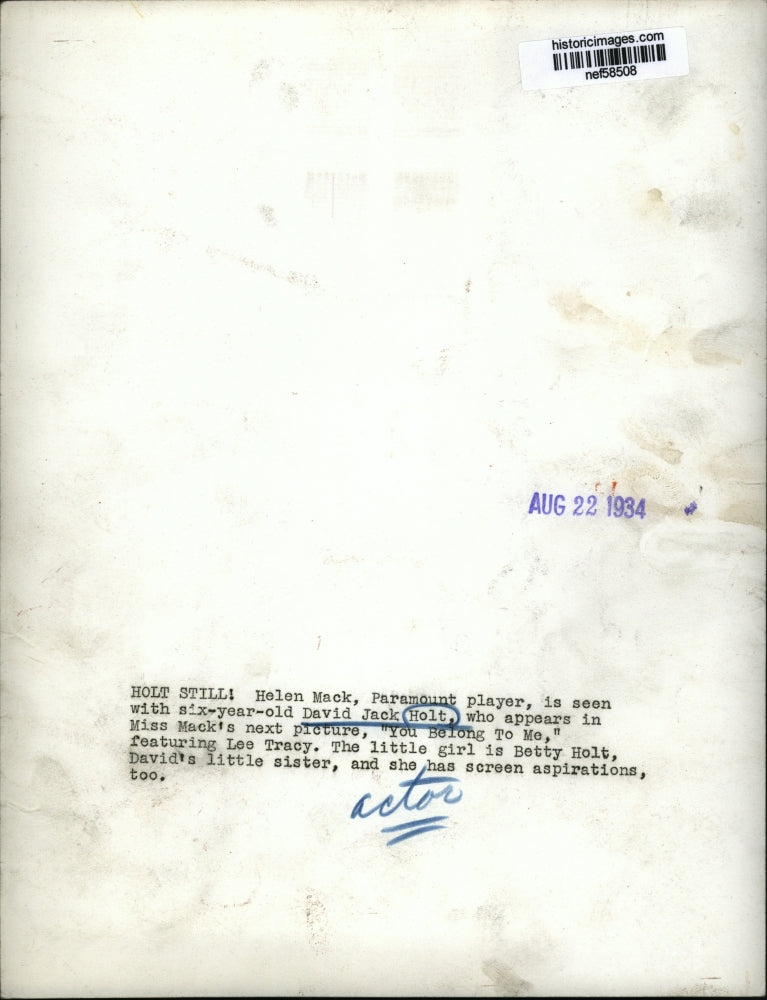 historicimages.com
nef58508
AUG 22 1934
HOLT STILL! Helen Mack, Paramount player, is seen
with six-year-old David Jack Holt, who appears in
Miss Mack's next picture, "You Belong To Me,"
featuring Lee Tracy. The little girl is Betty Holt,
David's little sister, and she has screen aspirations,
too.
actor